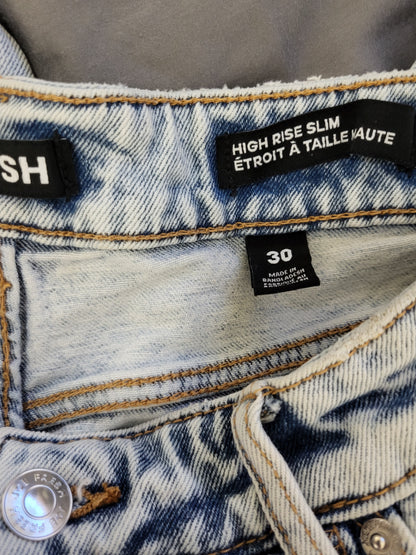 SH
HIGH RISE SLIM
ÉTROIT À TAILLE HAUTE
30
MADE IN
BANGLADESH